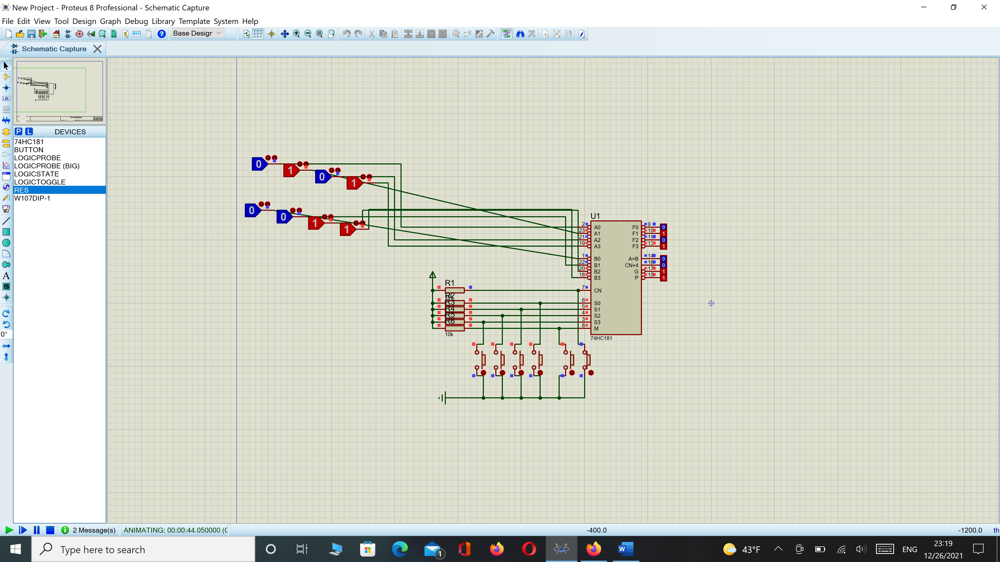 New Project - Proteus 8 Professional - Schematic Capture
File Edit View Tool Design Graph Debug Library Template System Help
Base Design
Schematic Capture
LBL
P L DEVICES
74HC181
BUTTON
LOGICPROBE
LOGICPROBE (BIG)
LOGICSTATE
LOGICTOGGLE
RES
W107DIP-1
A
S
0°
0
1
0
1
0
0
1
1
U1
2 A0 F0 9 0
23 A1 F1 10 1
21 A2 F2 11 0
19 A3 F3 13 1
1 B0 A=B 14 0
22 B1 CN+4 16 0
20 B2 G 17 1
18 B3 P 15 1
7 CN
6 S0
5 S1
4 S2
3 S3
8 M
74HC181
R1
R2
R3
R4
R5
R6
10k
2 Message(s) ANIMATING: 00:00:44.050000 (
-400.0 -1200.0 th
Type here to search
1
W
43°F
ENG
23:19
12/26/2021